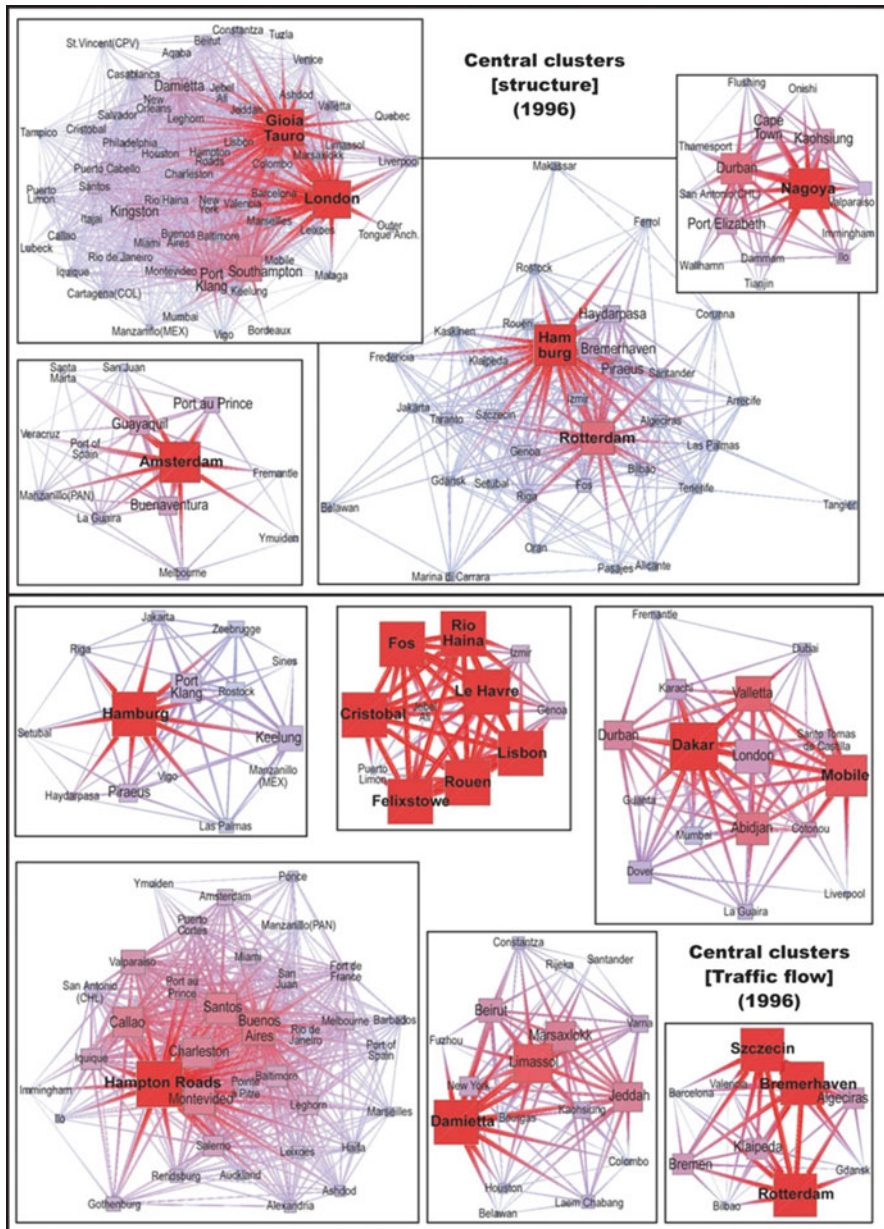 Central clusters
[structure]
(1996)
Constantza
Tuzla
St.Vincent(CPV)
Beirut
Aqaba
Venice
Casablanca
Damietta
Jebel
Ali
Ashdod
New
Orleans
Jeddah
Valletta
Salvador
Leghorn
Gioia
Tauro
Quebec
Tampico
Cristobal
Philadelphia
Lisbon
Limassol
Houston
Hampton
Roads
Marsaxlokk
Liverpool
Puerto Cabello
Colombo
Charleston
Puerto
Limon
Santos
Barcelona
London
Rio Haina
New
York
Valencia
Kingston
Marseilles
Outer
Tongue Anch.
Itajai
Buenos
Aires
Leixoes
Callao
Miami
Baltimore
Lubeck
Rio de Janeiro
Mobile
Iquique
Montevideo
Port
Klang
Southampton
Malaga
Cartagena(COL)
Keelung
Mumbai
Manzanillo(MEX)
Vigo
Bordeaux
Flushing
Onishi
Cape
Town
Kaohsiung
Thamesport
Durban
Nagoya
San Antonio(CHL)
Valparaiso
Port Elizabeth
Immingham
Ilo
Wallhamn
Dammam
Tianjin
Makassar
Ferrol
Rostock
Haydarpasa
Corunna
Kaskinen
Rouen
Ham
burg
Bremerhaven
Fredericia
Klaipeda
Piraeus
Santander
Jakarta
Izmir
Arrecife
Taranto
Szczecin
Algeciras
Rotterdam
Las Palmas
Genoa
Bilbao
Gdansk
Setubal
Fos
Tenerife
Riga
Belawan
Tangier
Oran
Marina di Carrara
Pasajes
Alicante
Santa
Marta
San Juan
Port au Prince
Guayaquil
Veracruz
Port of
Spain
Amsterdam
Fremantle
Manzanillo(PAN)
Buenaventura
La Guaira
Ymuiden
Melbourne
Jakarta
Zeebrugge
Riga
Port
Klang
Sines
Rostock
Hamburg
Setubal
Keelung
Vigo
Manzanillo
(MEX)
Haydarpasa
Piraeus
Las Palmas
Fos
Rio
Haina
Izmir
Le Havre
Cristobal
Jebel
Ali
Genoa
Lisbon
Puerto
Limon
Rouen
Felixstowe
Fremantle
Dubai
Karachi
Valletta
Durban
Dakar
London
Santo Tomas
de Castilla
Mobile
Guanta
Mumbai
Abidjan
Cotonou
Dover
Liverpool
La Guaira
Ymuiden
Ponce
Amsterdam
Puerto
Cortes
Manzanillo(PAN)
Valparaiso
Miami
San Antonio
(CHL)
Port au
Prince
San
Juan
Fort de
France
Santos
Callao
Buenos
Aires
Rio de
Janeiro
Melbourne
Barbados
Port of
Spain
Charleston
Iquique
Hampton Roads
Baltimorn
Immingham
Pointe
a Pitre
Montevideo
Leghorn
Ilo
Marseilles
Salerno
Leixoes
Haifa
Rendsburg
Auckland
Ashdod
Gothenburg
Alexandria
Constantza
Rijeka
Santander
Beirut
Marsaxlokk
Varna
Fuzhou
Limassol
New York
Jeddah
Damietta
Bourgas
Kaohsiung
Colombo
Houston
Laem Chabang
Belawan
Central clusters
[Traffic flow]
(1996)
Szczecin
Valencia
Bremerhaven
Barcelona
Algeciras
Klaipeda
Bremen
Gdansk
Rotterdam
Bilbao